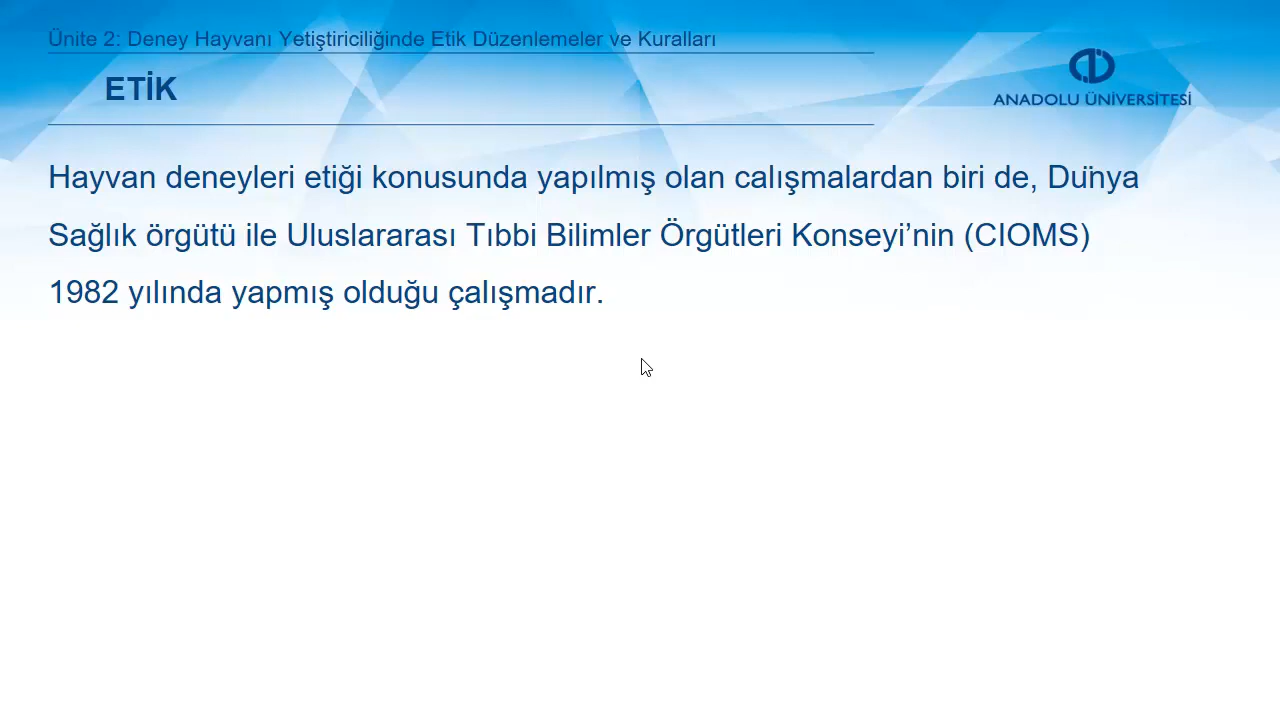 Ünite 2: Deney Hayvanı Yetiştiriciliğinde Etik Düzenlemeler ve Kuralları
ETİK
ANADOLU ÜNİVERSİTESİ
Hayvan deneyleri etiği konusunda yapılmış olan calışmalardan biri de, Dünya
Sağlık örgütü ile Uluslararası Tıbbi Bilimler Örgütleri Konseyi’nin (CIOMS)
1982 yılında yapmış olduğu çalışmadır.